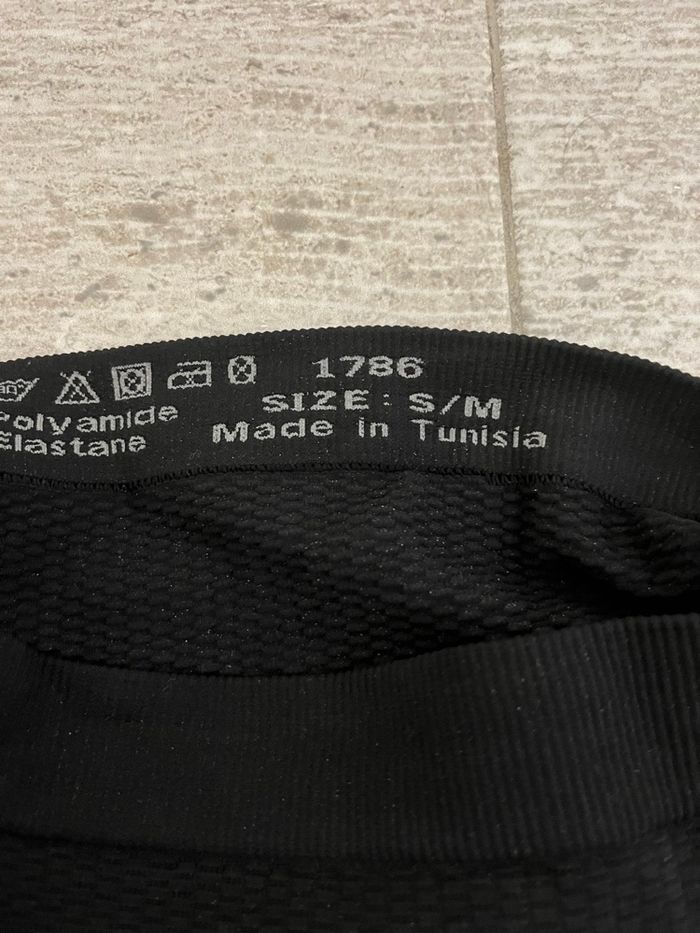 1786
Polyamide SIZE: S/M
Elastane Made in Tunisia